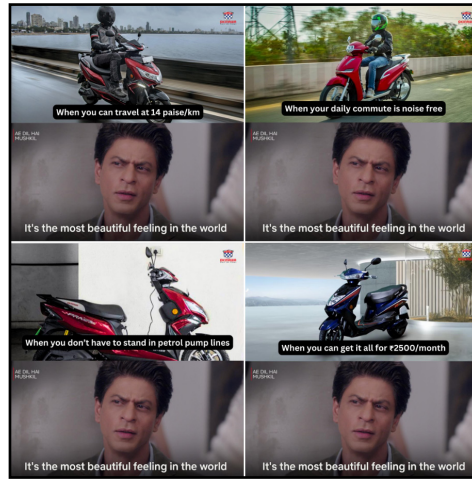 When you can travel at 14 paise/km
AE DIL HAI
MUSHKIL
It's the most beautiful feeling in the world
When your daily commute is noise free
AE DIL HAI
MUSHKIL
It's the most beautiful feeling in the world
When you don't have to stand in petrol pump lines
AE DIL HAI
MUSHKIL
It's the most beautiful feeling in the world
When you can get it all for ₹2500/month
AE DIL HAI
MUSHKIL
It's the most beautiful feeling in the world